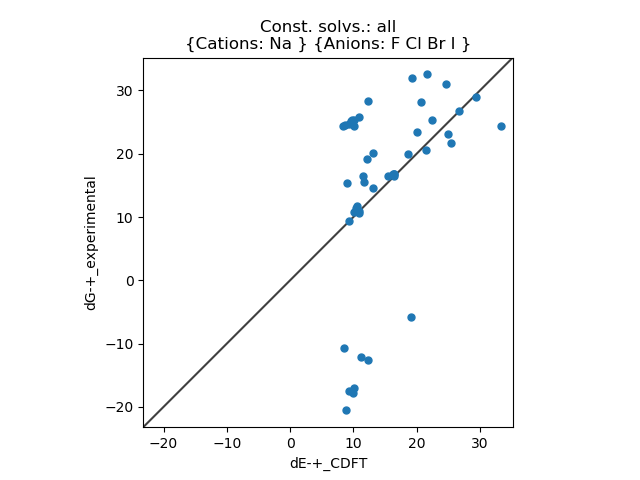 Const. solvs.: all
{Cations: Na } {Anions: F Cl Br I }
30
20
10
0
−10
−20
dG-+_experimental
−20 −10 0 10 20 30
dE-+_CDFT